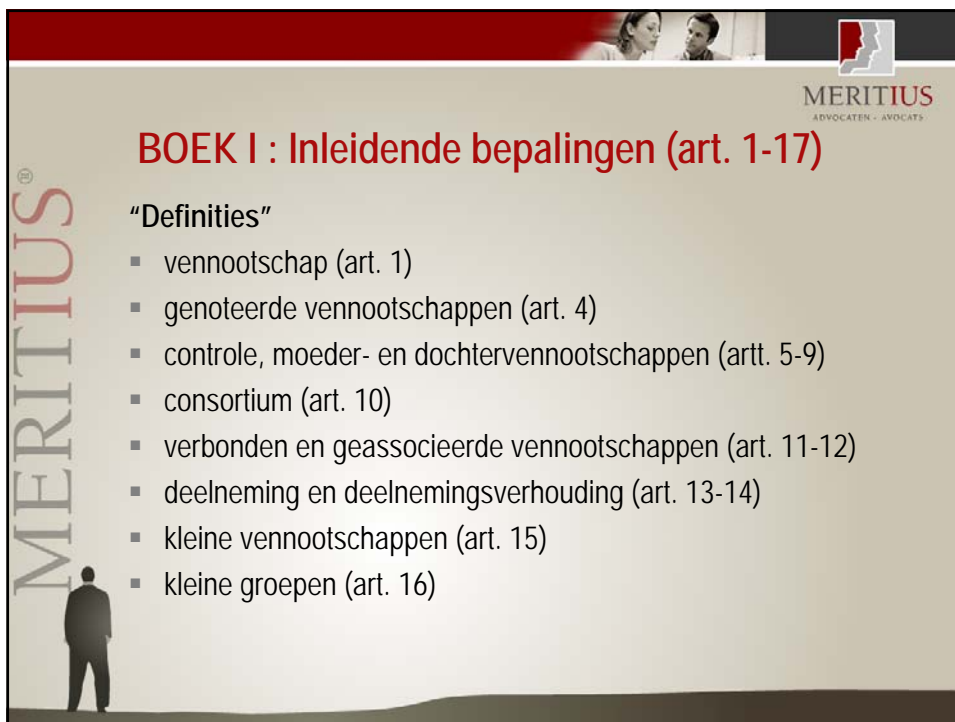 MERITIUS
ADVOCATEN - AVOCATS
BOEK I : Inleidende bepalingen (art. 1-17)
MERITIUS®
“Definities”
▪ vennootschap (art. 1)
▪ genoteerde vennootschappen (art. 4)
▪ controle, moeder- en dochtervennootschappen (artt. 5-9)
▪ consortium (art. 10)
▪ verbonden en geassocieerde vennootschappen (art. 11-12)
▪ deelneming en deelnemingsverhouding (art. 13-14)
▪ kleine vennootschappen (art. 15)
▪ kleine groepen (art. 16)